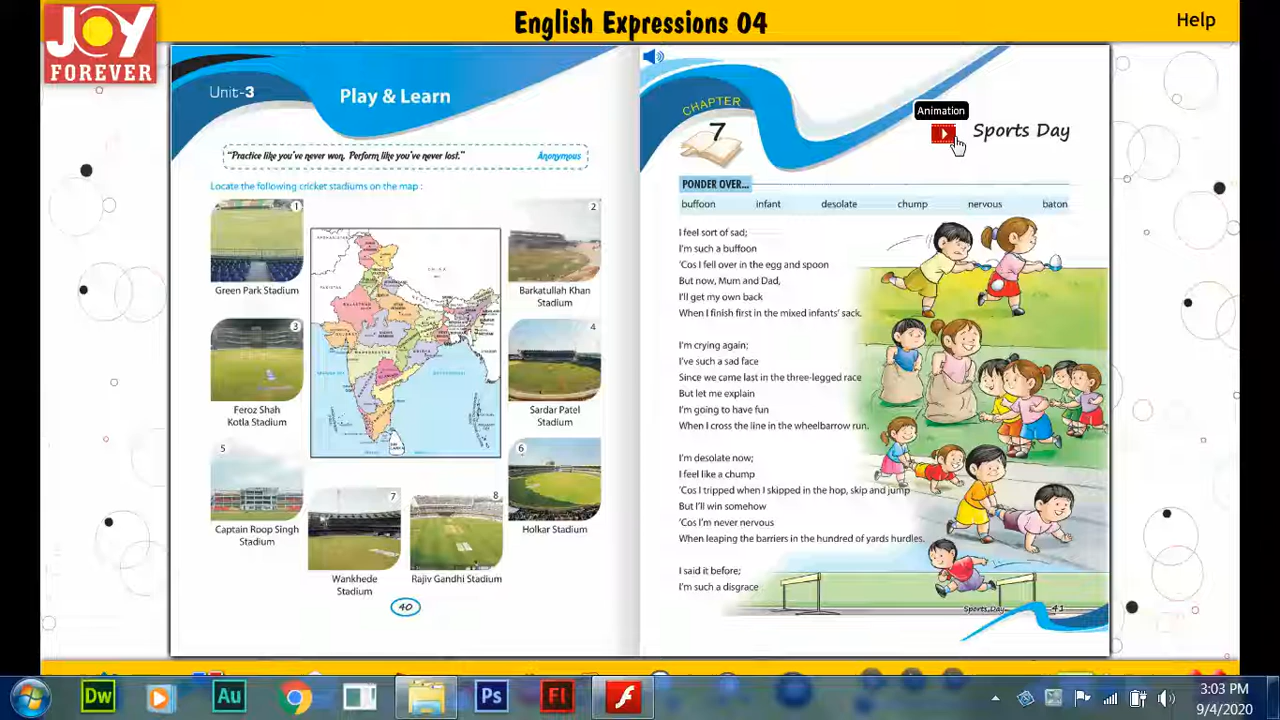 English Expressions 04
Help
JOY
FOREVER
Unit-3
Play & Learn
"Practice like you've never won, Perform like you've never lost."
Anonymous
Locate the following cricket stadiums on the map :
1
Green Park Stadium
2
Barkatullah Khan
Stadium
3
Feroz Shah
Kotla Stadium
4
Sardar Patel
Stadium
5
Captain Roop Singh
Stadium
6
Holkar Stadium
7
Wankhede
Stadium
8
Rajiv Gandhi Stadium
40
CHAPTER
7
Animation
Sports Day
PONDER OVER...
buffoon infant desolate chump nervous baton
I feel sort of sad;
I'm such a buffoon
'Cos I fell over in the egg and spoon
But now, Mum and Dad,
I'll get my own back
When I finish first in the mixed infants' sack.
I'm crying again;
I've such a sad face
Since we came last in the three-legged race
But let me explain
I'm going to have fun
When I cross the line in the wheelbarrow run.
I'm desolate now;
I feel like a chump
'Cos I tripped when I skipped in the hop, skip and jump
But I'll win somehow
'Cos I'm never nervous
When leaping the barriers in the hundred of yards hurdles.
I said it before;
I'm such a disgrace
Sports Day
41
Dw
Au
Ps
Fl
3:03 PM
9/4/2020